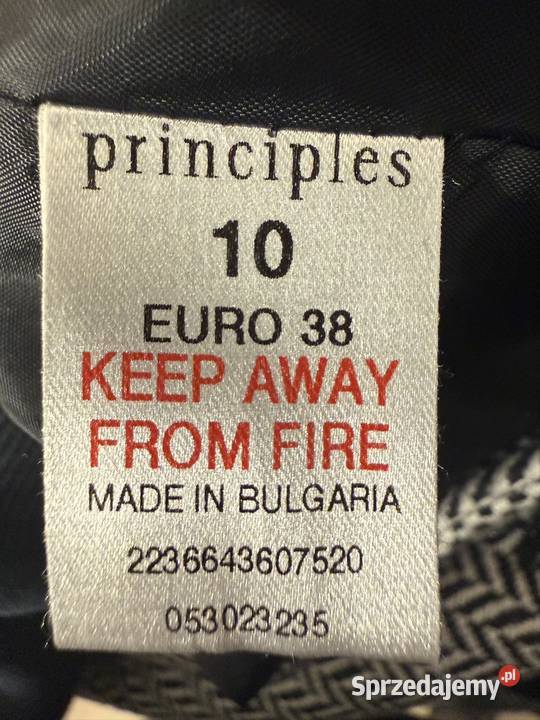 principles
10
EURO 38
KEEP AWAY
FROM FIRE
MADE IN BULGARIA
2236643607520
053023235
Sprzedajemy.pl